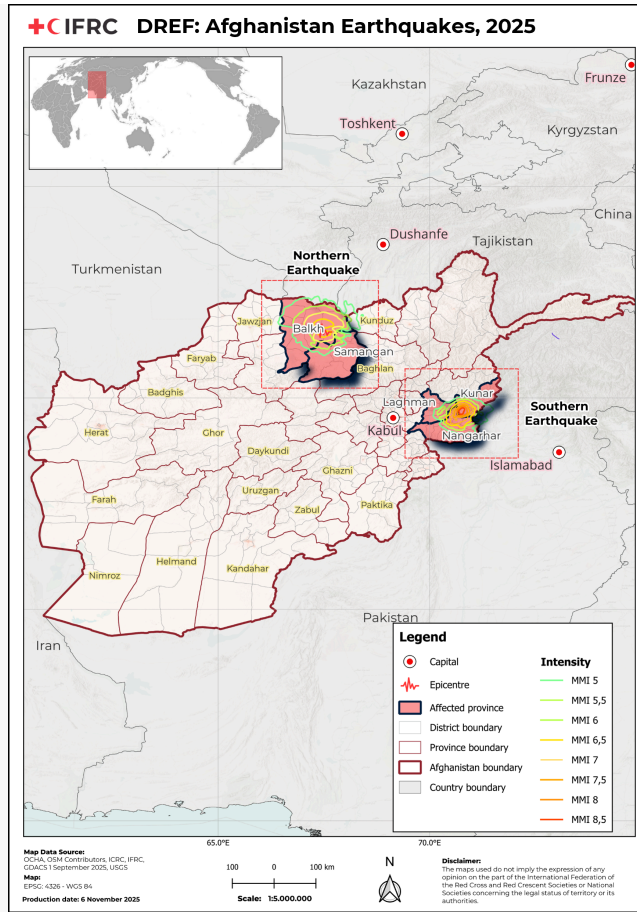 IFRC DREF: Afghanistan Earthquakes, 2025
Kazakhstan
Frunze
Toshkent
Kyrgyzstan
China
Dushanfe
Tajikistan
Northern
Earthquake
Turkmenistan
Jawzjan
Balkh
Kunduz
Samangan
Faryab
Baghlan
Badghis
Laghman
Kunar
Southern
Earthquake
Kabul
Nangarhar
Herat
Ghor
Daykundi
Islamabad
Ghazni
Uruzgan
Farah
Zabul
Paktika
Helmand
Kandahar
Nimroz
Pakistan
Iran
Legend
Capital
Epicentre
Affected province
District boundary
Province boundary
Afghanistan boundary
Country boundary
Intensity
MMI 5
MMI 5,5
MMI 6
MMI 6,5
MMI 7
MMI 7,5
MMI 8
MMI 8,5
65.0°E
70.0°E
Map Data Source:
OCHA, OSM Contributors, ICRC, IFRC,
GDACS 1 September 2025, USGS
Map:
EPSG: 4326 - WGS 84
Production date: 6 November 2025
100 0 100 km
Scale: 1:5.000.000
N
Disclaimer:
The maps used do not imply the expression of any
opinion on the part of the International Federation of
the Red Cross and Red Crescent Societies or National
Societies concerning the legal status of territory or its
authorities.